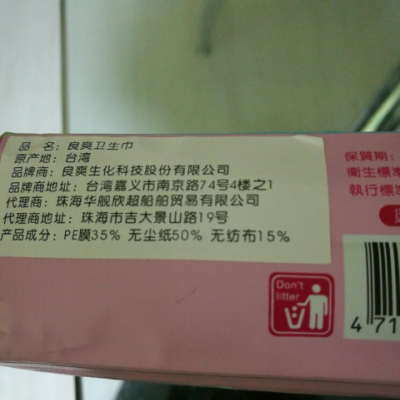 品 名: 良爽卫生巾
原产地: 台湾
品牌商: 良爽生化科技股份有限公司
品牌商地址: 台湾嘉义市南京路74号4楼之1
代理商: 珠海华舰欣超船舶贸易有限公司
代理商地址: 珠海市吉大景山路19号
产品成分: PE膜35% 无尘纸50% 无纺布15%
保質期:
衛生標準
執行標準
Don't
litter
4 71